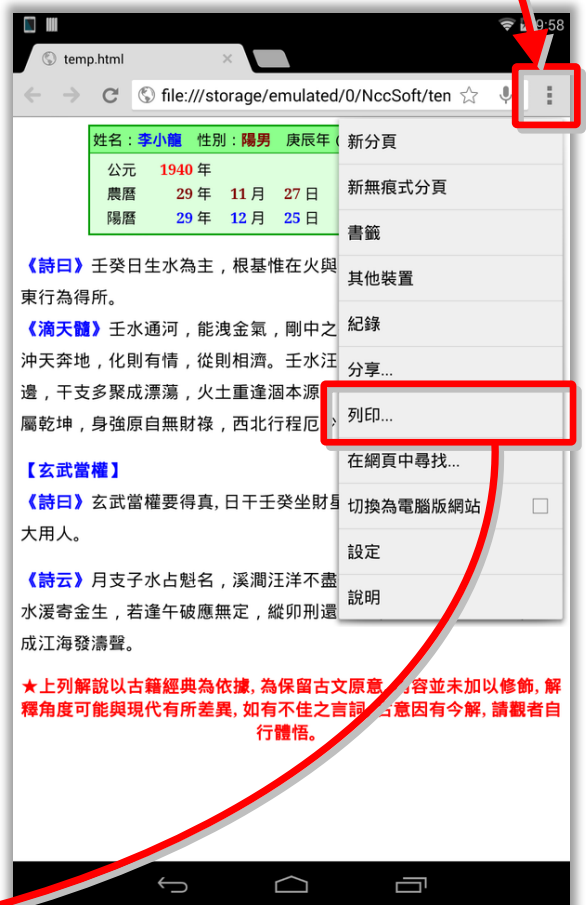 9:58
temp.html
file:///storage/emulated/0/NccSoft/ten
姓名：李小龍 性別：陽男 庚辰年
公元 1940 年
農曆 29 年 11 月 27 日
陽曆 29 年 12 月 25 日
《詩曰》壬癸日生水為主，根基惟在火與
東行為得所。
《滴天髓》壬水通河，能洩金氣，剛中之
沖天奔地，化則有情，從則相濟。壬水汪
邊，干支多聚成漂蕩，火土重逢涸本源
屬乾坤，身強原自無財祿，西北行程厄
【玄武當權】
《詩曰》玄武當權要得真,日干壬癸坐財星
大用人。
《詩云》月支子水占魁名，溪澗汪洋不盡
水湲寄金生，若逢午破應無定，縱卯刑還
成江海發濤聲。
★上列解說以古籍經典為依據,為保留古文原意 容並未加以修飾,解
釋角度可能與現代有所差異,如有不佳之言詞 古意因有今解,請觀者自
行體悟。
新分頁
新無痕式分頁
書籤
其他裝置
紀錄
分享...
列印...
在網頁中尋找...
切換為電腦版網站
設定
說明